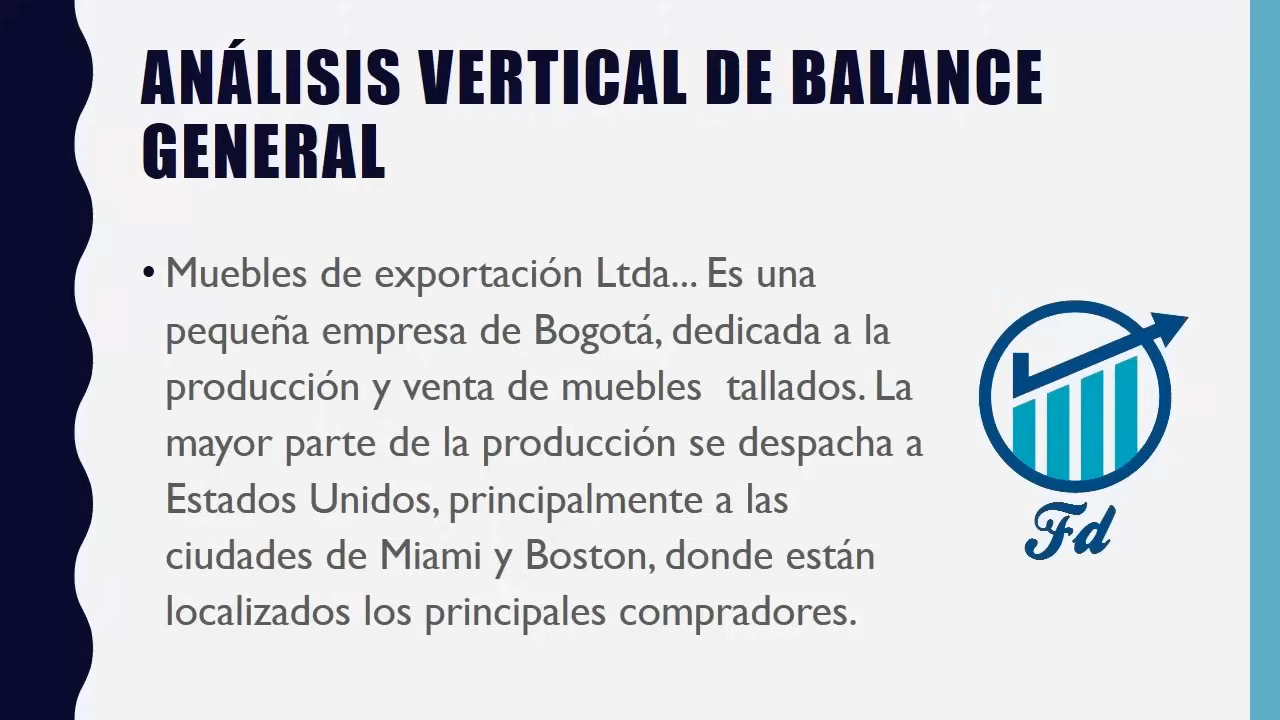 ANÁLISIS VERTICAL DE BALANCE
GENERAL
• Muebles de exportación Ltda... Es una
pequeña empresa de Bogotá, dedicada a la
producción y venta de muebles  tallados. La
mayor parte de la producción se despacha a
Estados Unidos, principalmente a las
ciudades de Miami y Boston, donde están
localizados los principales compradores.
Fd